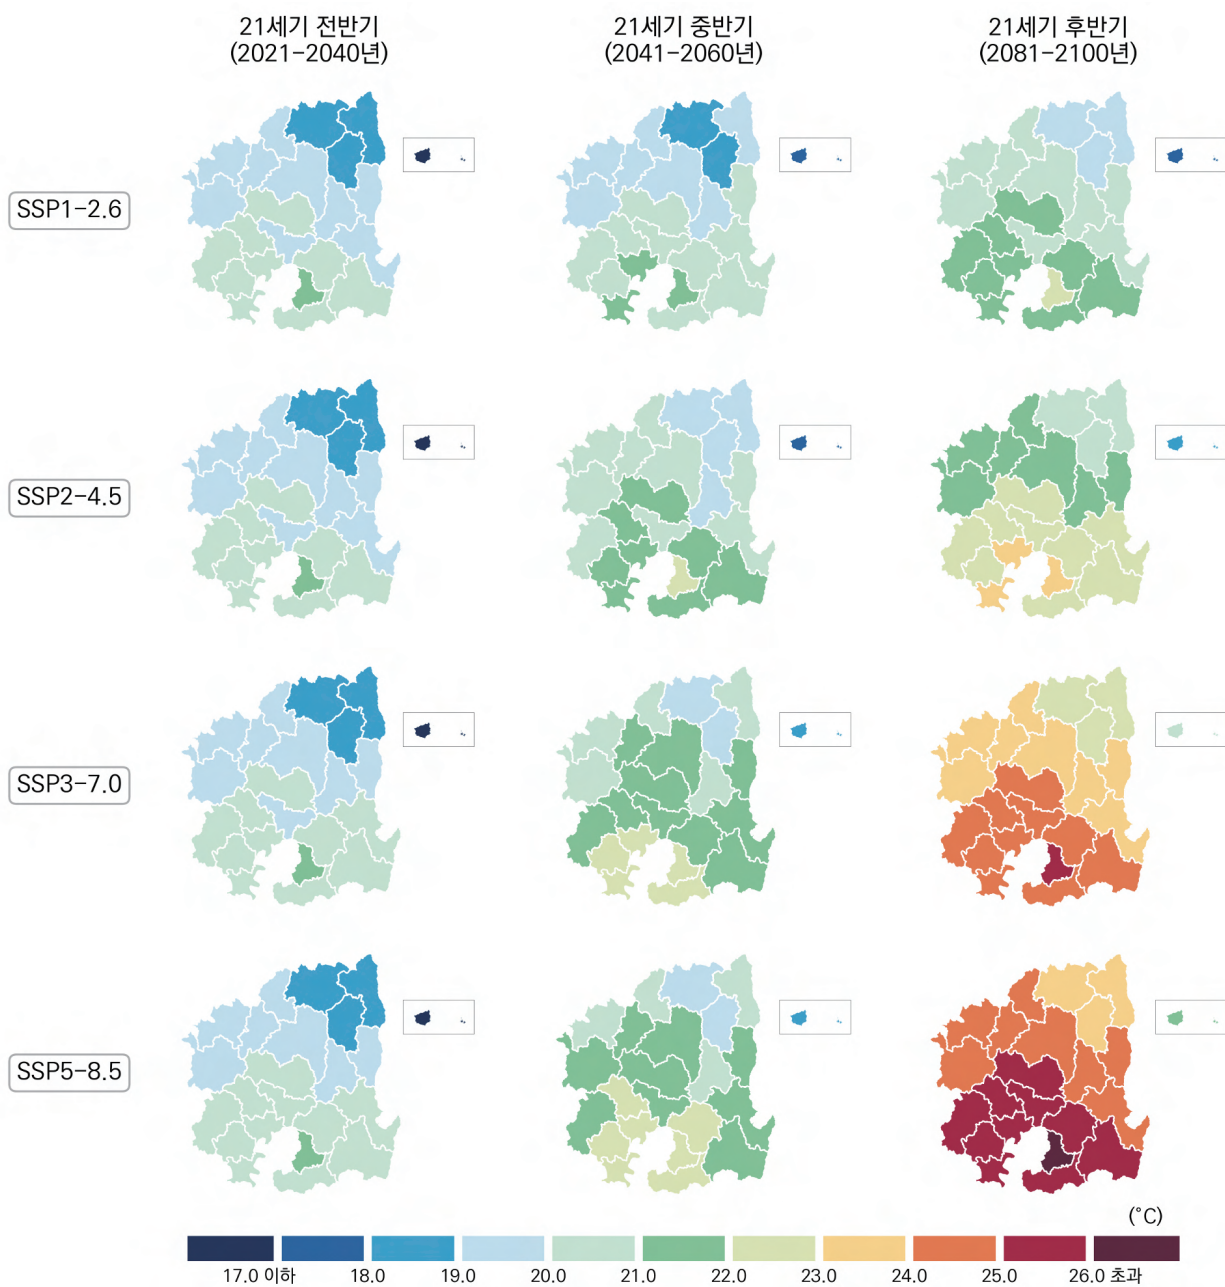 21세기 전반기
(2021-2040년)
21세기 중반기
(2041-2060년)
21세기 후반기
(2081-2100년)
SSP1-2.6
SSP2-4.5
SSP3-7.0
SSP5-8.5
(°C)
17.0 이하 18.0 19.0 20.0 21.0 22.0 23.0 24.0 25.0 26.0 초과